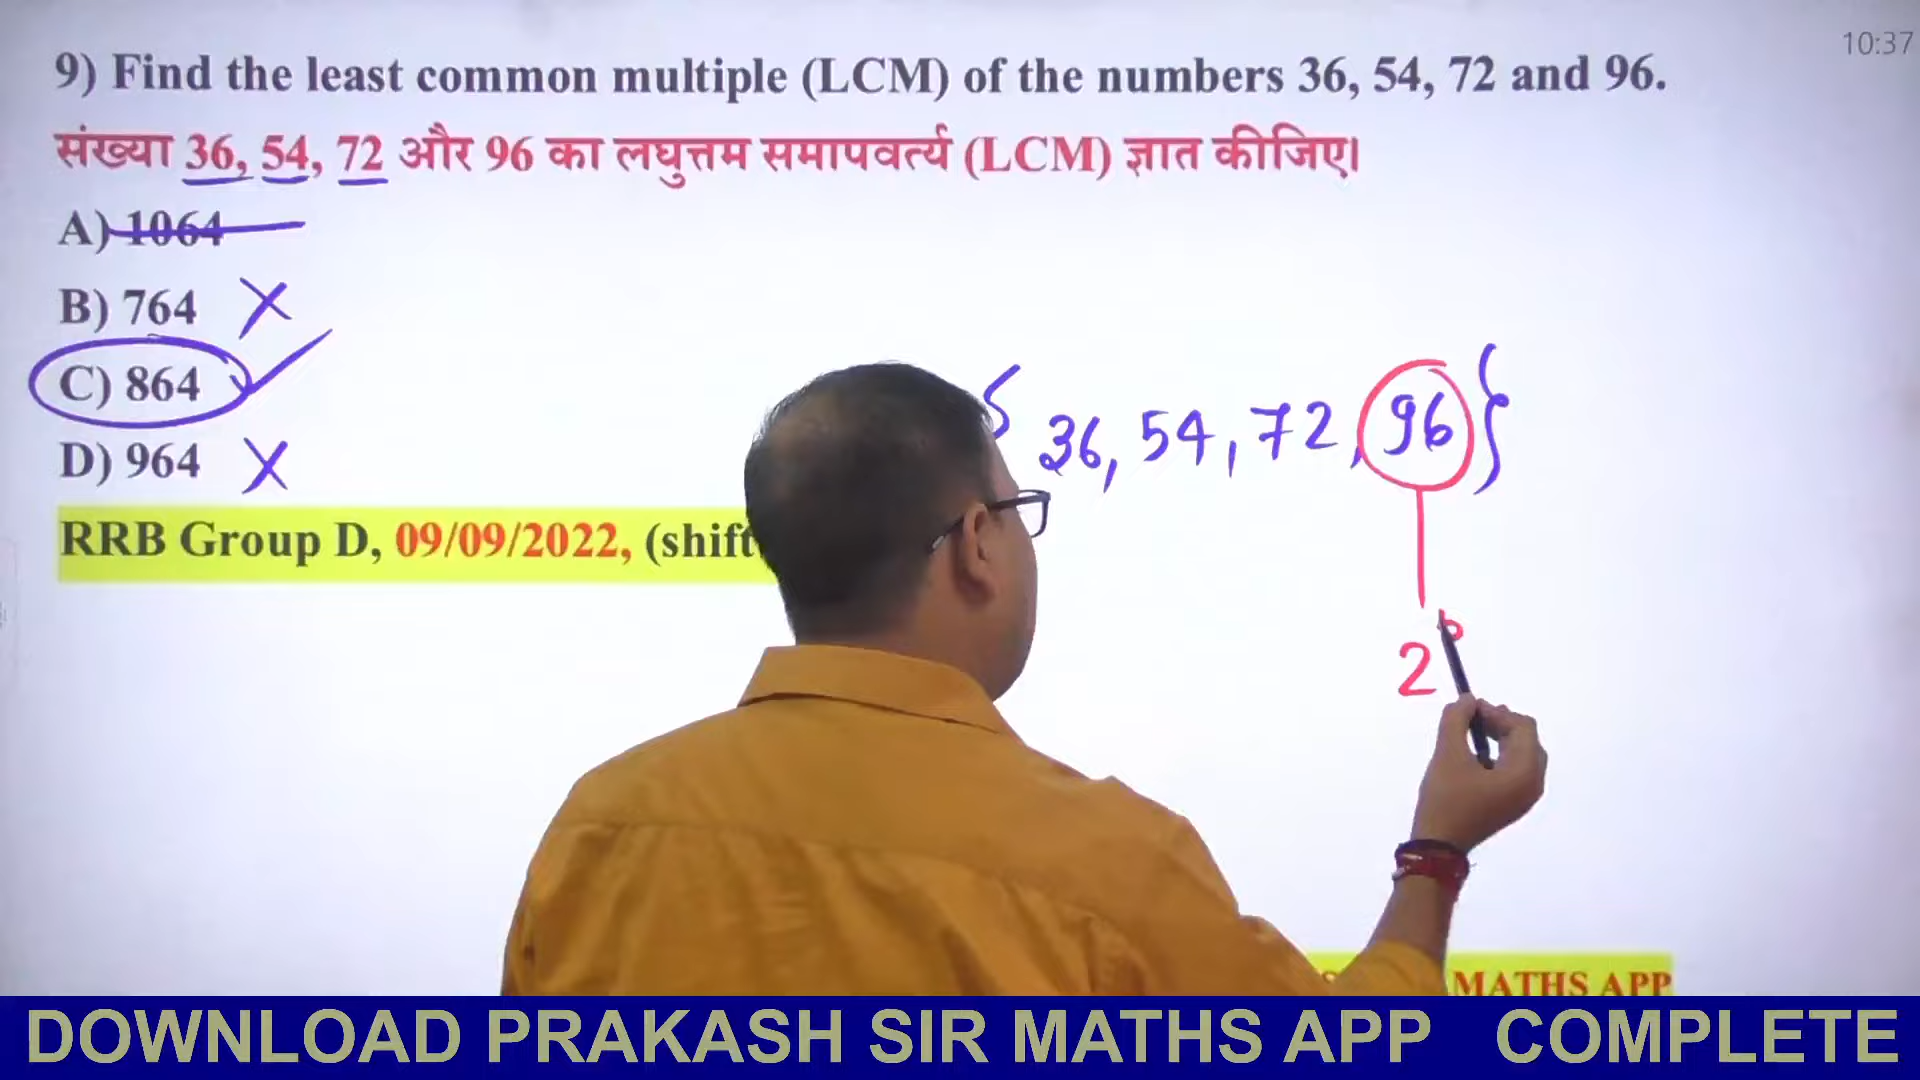 10:37
9) Find the least common multiple (LCM) of the numbers 36, 54, 72 and 96.
संख्या 36, 54, 72 और 96 का लघुत्तम समापवर्त्य (LCM) ज्ञात कीजिए।
A) 1064
B) 764
C) 864
D) 964
36, 54, 72, 96
RRB Group D, 09/09/2022, (shift
2
MATHS APP
DOWNLOAD PRAKASH SIR MATHS APP COMPLETE